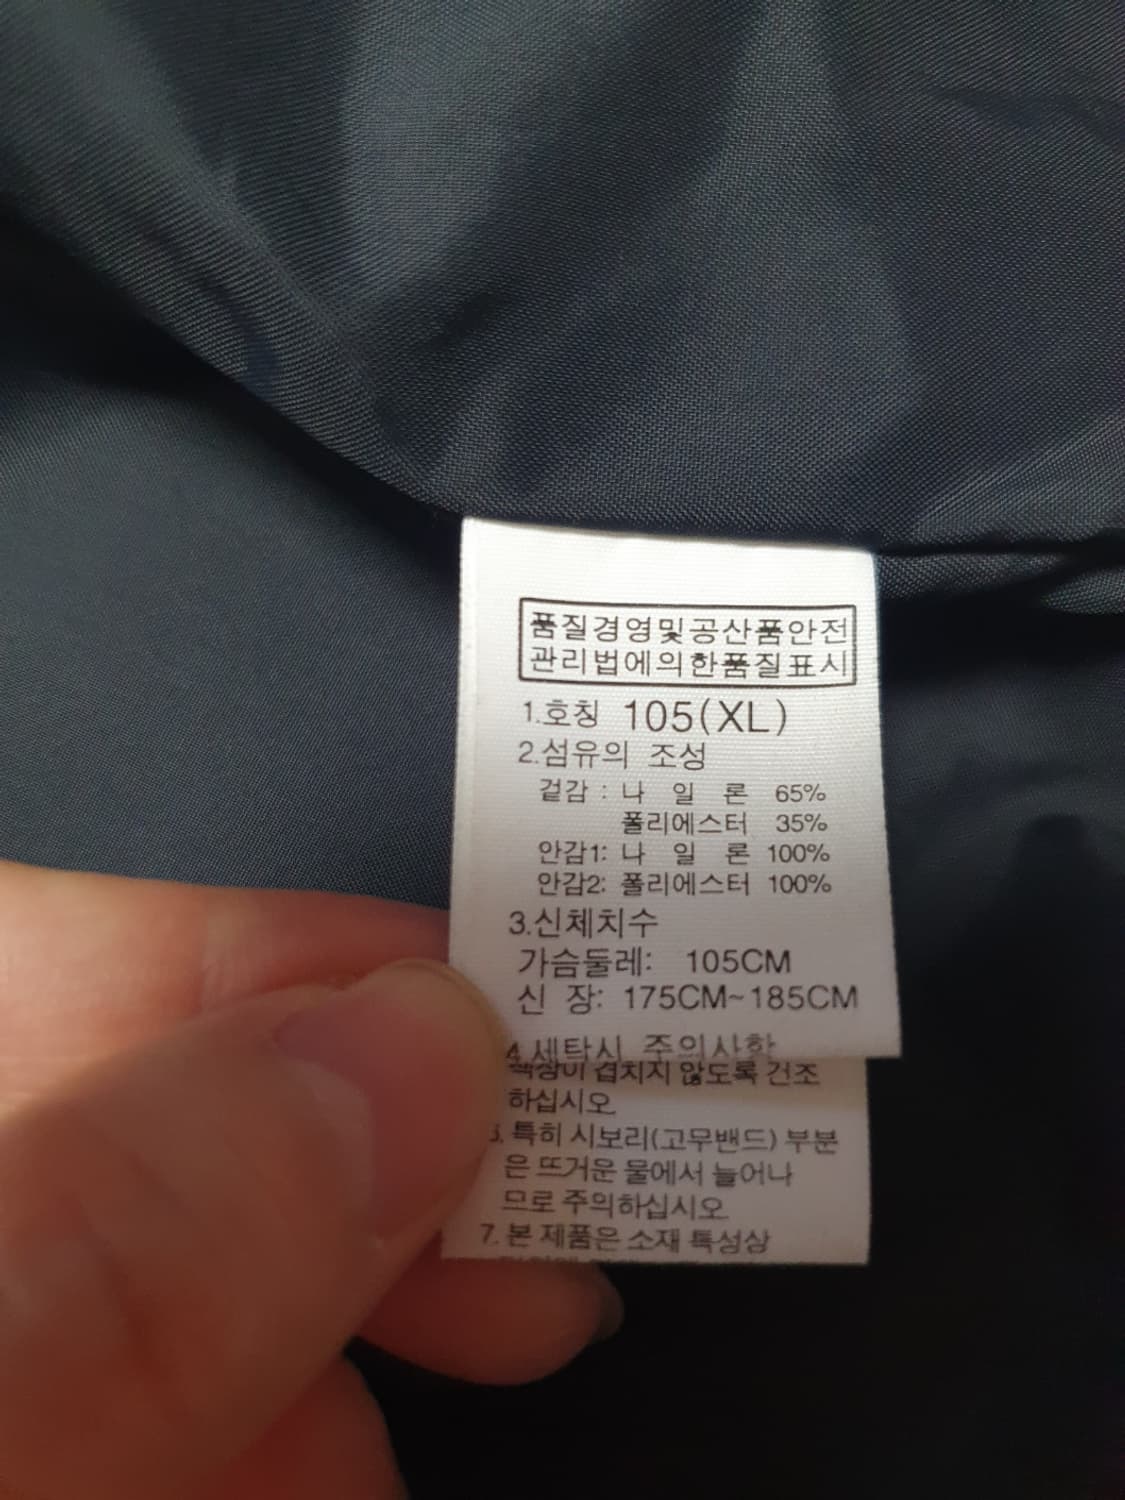 품질경영및공산품안전
관리법에의한품질표시
1.호칭 105(XL)
2.섬유의 조성
겉감 : 나 일 론 65%
폴리에스터 35%
안감1: 나 일 론 100%
안감2: 폴리에스터 100%
3.신체치수
가슴둘레: 105CM
신 장: 175CM~185CM
4.세탁시 주의사항
색상이 겹치지 않도록 건조
하십시오
6. 특히 시보리(고무밴드) 부분
은 뜨거운 물에서 늘어나
므로 주의하십시오
7. 본 제품은 소재 특성상